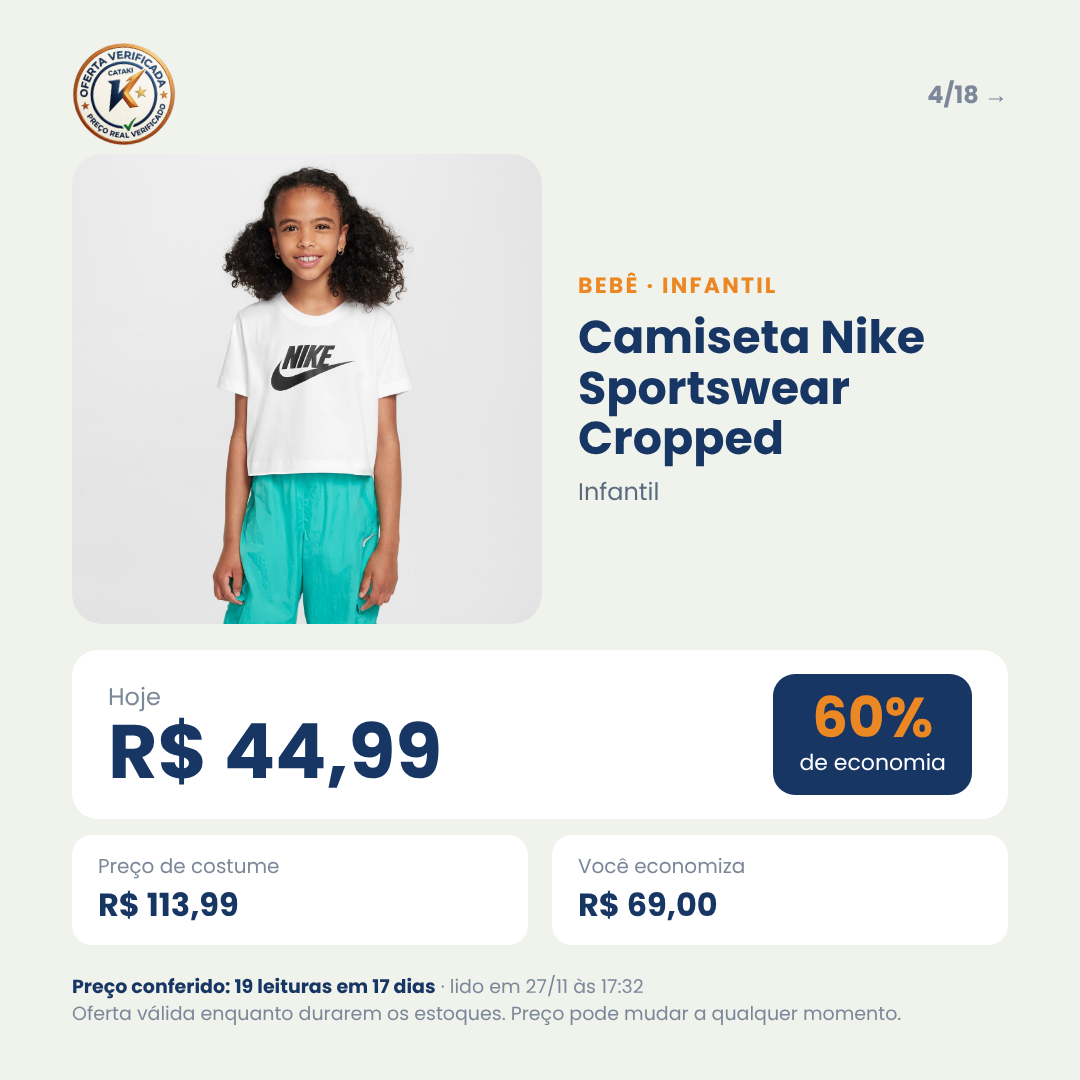 OFERTA VERIFICADA
CATAKI
K
PREÇO REAL VERIFICADO
4/18 →
NIKE
BEBÊ · INFANTIL
Camiseta Nike
Sportswear
Cropped
Infantil
Hoje
R$ 44,99
60%
de economia
Preço de costume
R$ 113,99
Você economiza
R$ 69,00
Preço conferido: 19 leituras em 17 dias · lido em 27/11 às 17:32
Oferta válida enquanto durarem os estoques. Preço pode mudar a qualquer momento.